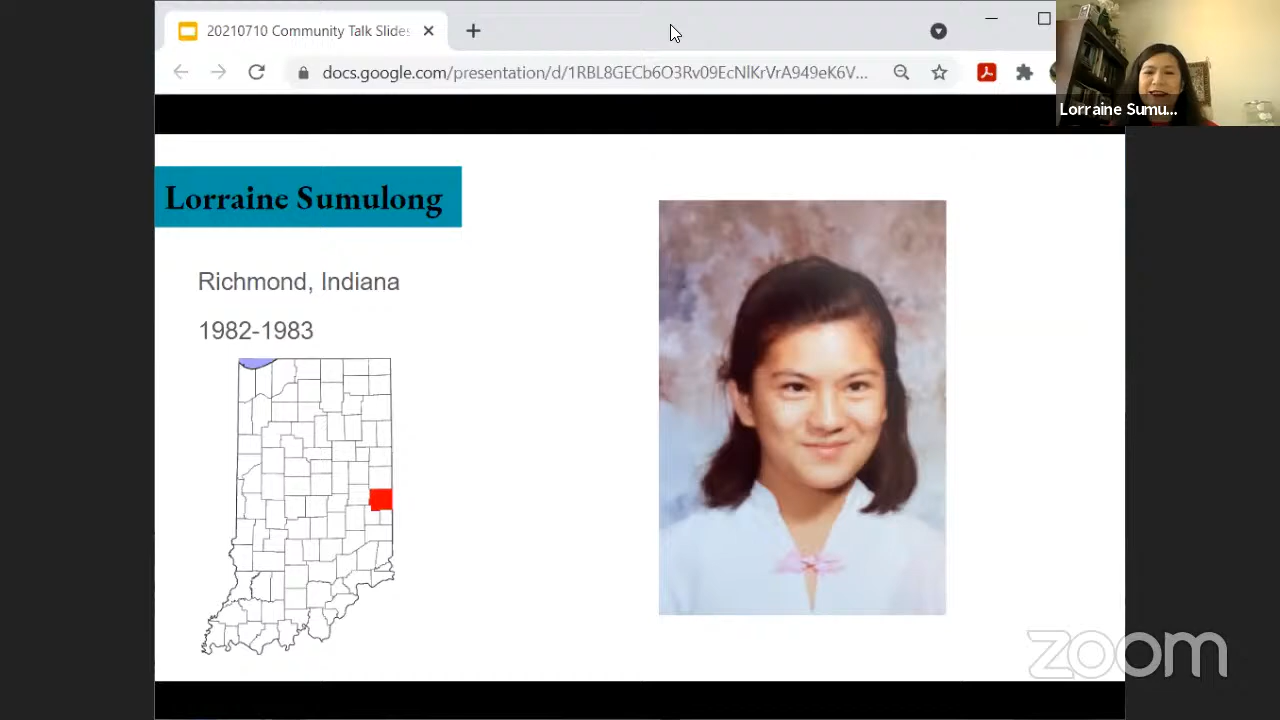 20210710 Community Talk Slides
docs.google.com/presentation/d/1RBL8GECb6O3Rv09EcNlKrVrA949eK6V...
Lorraine Sumu...
Lorraine Sumulong
Richmond, Indiana
1982-1983
zoom